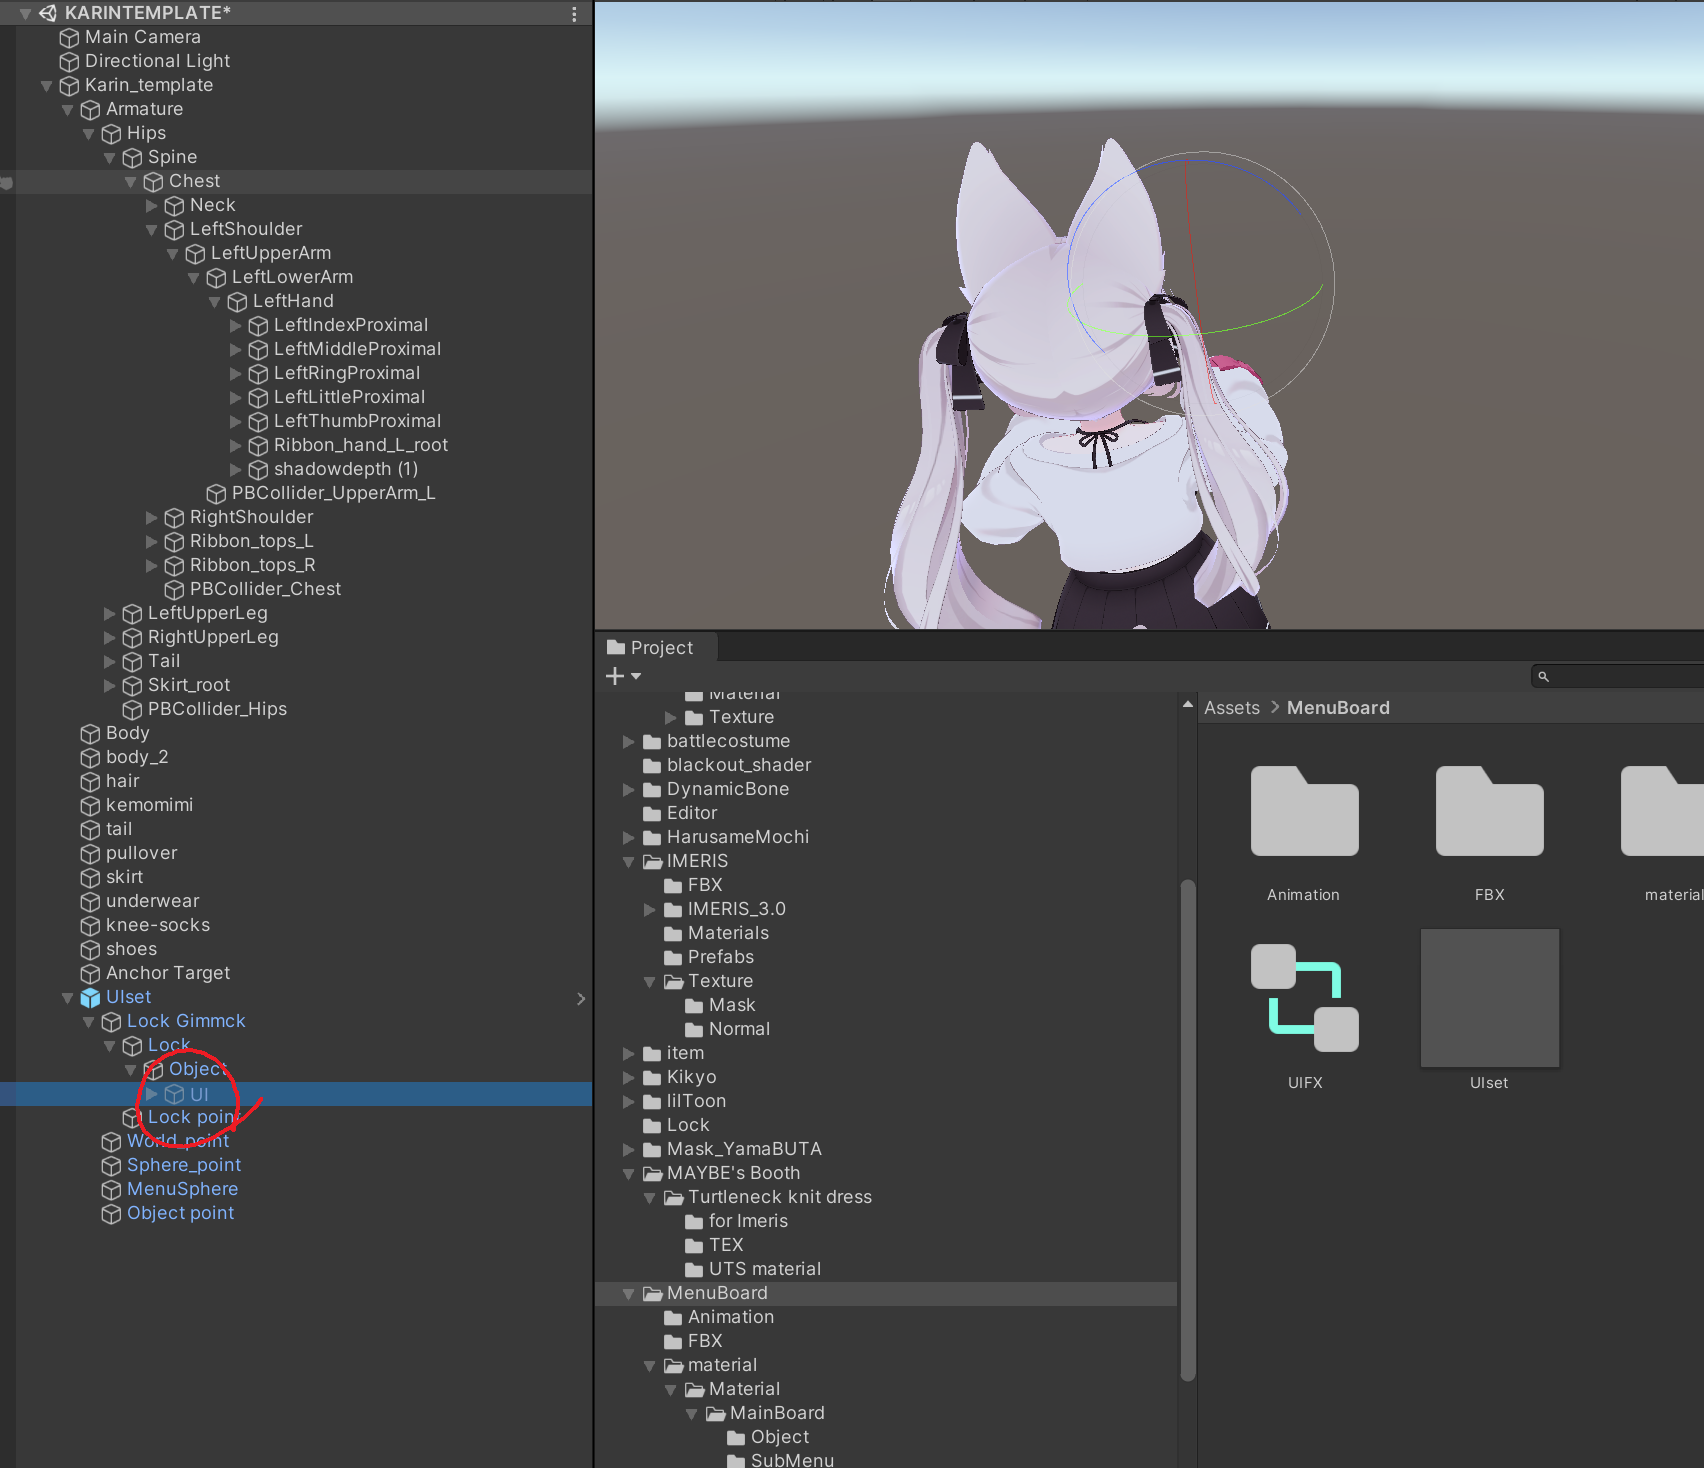 KARINTEMPLATE*
Main Camera
Directional Light
Karin_template
Armature
Hips
Spine
Chest
Neck
LeftShoulder
LeftUpperArm
LeftLowerArm
LeftHand
LeftIndexProximal
LeftMiddleProximal
LeftRingProximal
LeftLittleProximal
LeftThumbProximal
Ribbon_hand_L_root
shadowdepth (1)
PBCollider_UpperArm_L
RightShoulder
Ribbon_tops_L
Ribbon_tops_R
PBCollider_Chest
LeftUpperLeg
RightUpperLeg
Tail
Skirt_root
PBCollider_Hips
Body
body_2
hair
kemomimi
tail
pullover
skirt
underwear
knee-socks
shoes
Anchor Target
UIset
Lock Gimmck
Lock
Object
UI
Lock point
World_point
Sphere_point
MenuSphere
Object point
Project
Material
Texture
battlecostume
blackout_shader
DynamicBone
Editor
HarusameMochi
IMERIS
FBX
IMERIS_3.0
Materials
Prefabs
Texture
Mask
Normal
item
Kikyo
lilToon
Lock
Mask_YamaBUTA
MAYBE's Booth
Turtleneck knit dress
for Imeris
TEX
UTS material
MenuBoard
Animation
FBX
material
Material
MainBoard
Object
SubMenu
Assets > MenuBoard
Animation
FBX
material
UIFX
UIset